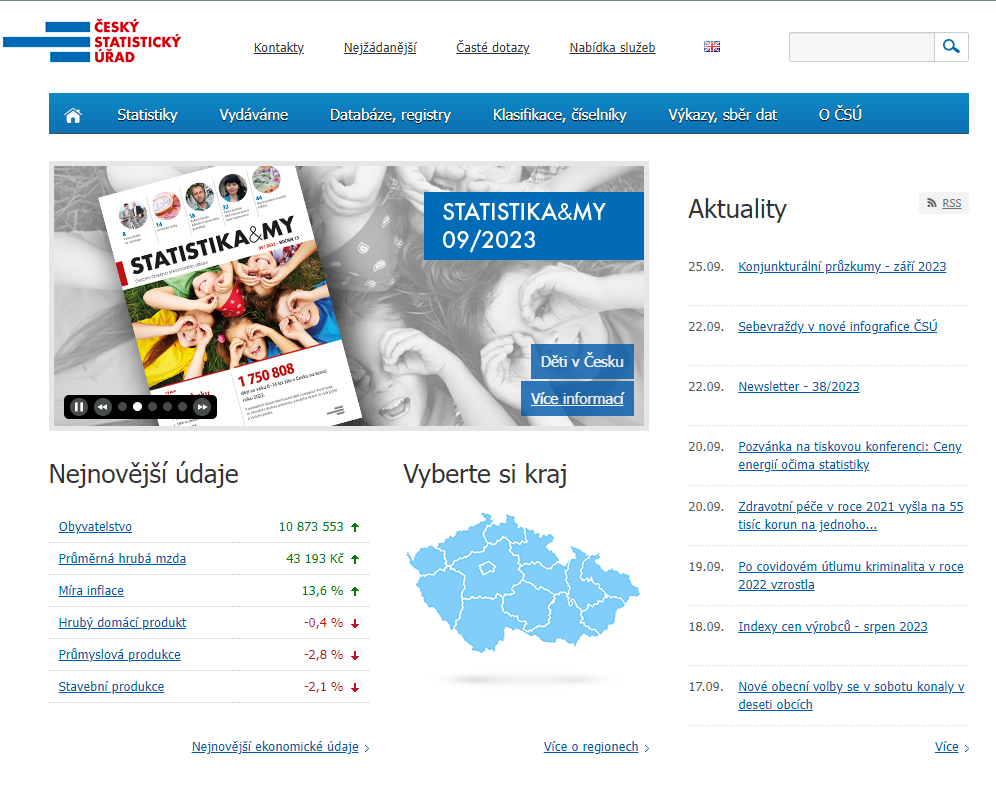 ČESKÝ
STATISTICKÝ
ÚŘAD
Kontakty
Nejžádanější
Časté dotazy
Nabídka služeb
Statistiky
Vydáváme
Databáze, registry
Klasifikace, číselníky
Výkazy, sběr dat
O ČSÚ
8
14
18
32
44
STATISTIKA&MY
1 750 808
STATISTIKA&MY
09/2023
Děti v Česku
Více informací
Nejnovější údaje
Obyvatelstvo 10 873 553
Průměrná hrubá mzda 43 193 Kč
Míra inflace 13,6 %
Hrubý domácí produkt -0,4 %
Průmyslová produkce -2,8 %
Stavební produkce -2,1 %
Nejnovější ekonomické údaje
Vyberte si kraj
Více o regionech
Aktuality
RSS
25.09. Konjunkturální průzkumy - září 2023
22.09. Sebevraždy v nové infografice ČSÚ
22.09. Newsletter - 38/2023
20.09. Pozvánka na tiskovou konferenci: Ceny
energií očima statistiky
20.09. Zdravotní péče v roce 2021 vyšla na 55
tisíc korun na jednoho...
19.09. Po covidovém útlumu kriminalita v roce
2022 vzrostla
18.09. Indexy cen výrobců - srpen 2023
17.09. Nové obecní volby se v sobotu konaly v
deseti obcích
Více